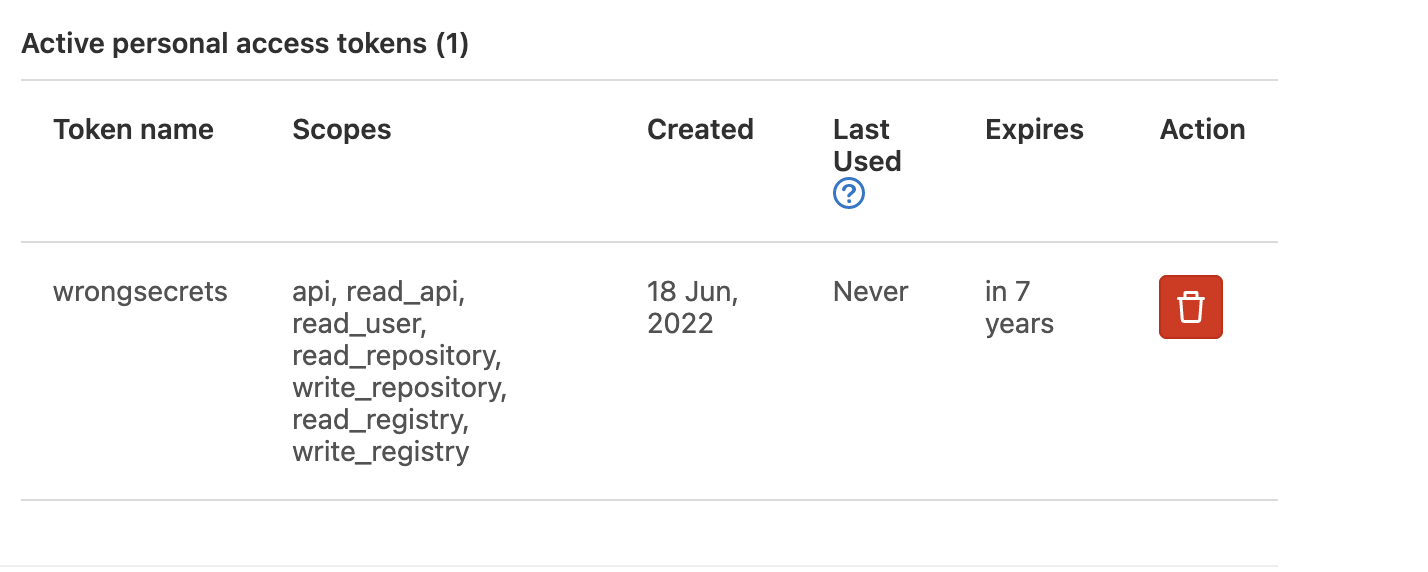 Active personal access tokens (1)
Token name Scopes Created Last Used ? Expires Action
wrongsecrets api, read_api, 18 Jun, Never in 7
read_user, 2022 years
read_repository,
write_repository,
read_registry,
write_registry